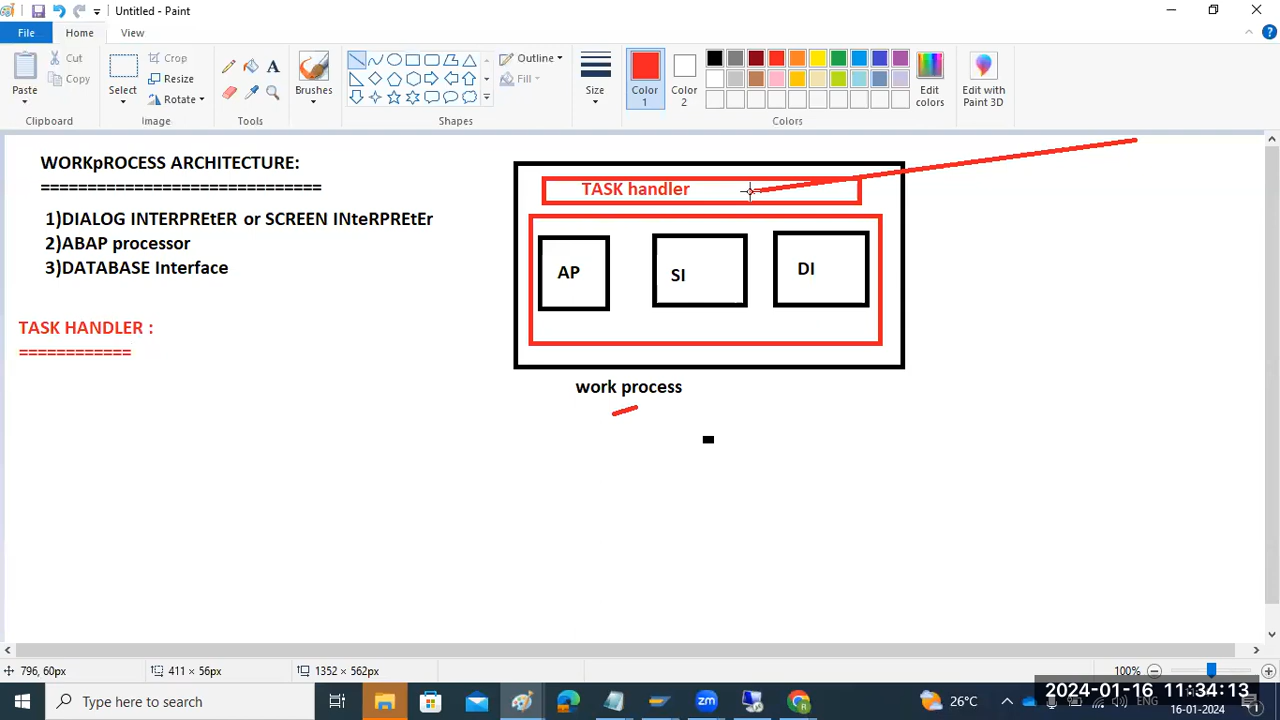 Untitled - Paint
File
Home
View
Paste
Cut
Copy
Clipboard
Select
Crop
Resize
Rotate
Image
A
Tools
Brushes
Outline
Fill
Shapes
Size
Color
1
Color
2
Edit
colors
Edit with
Paint 3D
Colors
WORKpROCESS ARCHITECTURE:
==============================
1)DIALOG INTERPREtER or SCREEN INteRPREtEr
2)ABAP processor
3)DATABASE Interface
TASK HANDLER :
============
TASK handler
AP
SI
DI
work process
796, 60px
411 × 56px
1352 × 562px
100%
Type here to search
zm
R
26°C
ENG
2024-01-16 11:34:13
16-01-2024